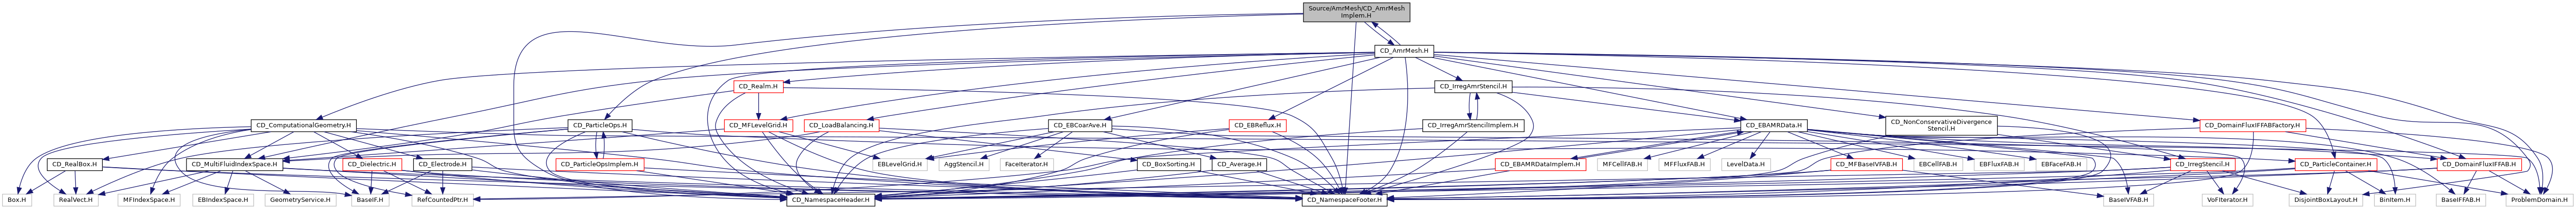 Source/AmrMesh/CD_AmrMesh
Implem.H
CD_AmrMesh.H
CD_Realm.H
CD_IrregAmrStencil.H
CD_ComputationalGeometry.H
CD_ParticleOps.H
CD_MFLevelGrid.H
CD_LoadBalancing.H
CD_EBCoarAve.H
CD_EBReflux.H
CD_IrregAmrStencilImplem.H
CD_EBAMRData.H
CD_NonConservativeDivergence
Stencil.H
CD_DomainFluxIFFABFactory.H
CD_RealBox.H
CD_MultiFluidIndexSpace.H
CD_Dielectric.H
CD_Electrode.H
CD_ParticleOpsImplem.H
EBLevelGrid.H
AggStencil.H
FaceIterator.H
CD_BoxSorting.H
CD_Average.H
CD_EBAMRDataImplem.H
MFCellFAB.H
MFFluxFAB.H
LevelData.H
CD_MFBaseIVFAB.H
EBCellFAB.H
EBFluxFAB.H
EBFaceFAB.H
CD_IrregStencil.H
CD_ParticleContainer.H
CD_DomainFluxIFFAB.H
Box.H
RealVect.H
MFIndexSpace.H
EBIndexSpace.H
GeometryService.H
BaseIF.H
RefCountedPtr.H
CD_NamespaceHeader.H
CD_NamespaceFooter.H
BaseIVFAB.H
VoFIterator.H
DisjointBoxLayout.H
BinItem.H
BaseIFFAB.H
ProblemDomain.H